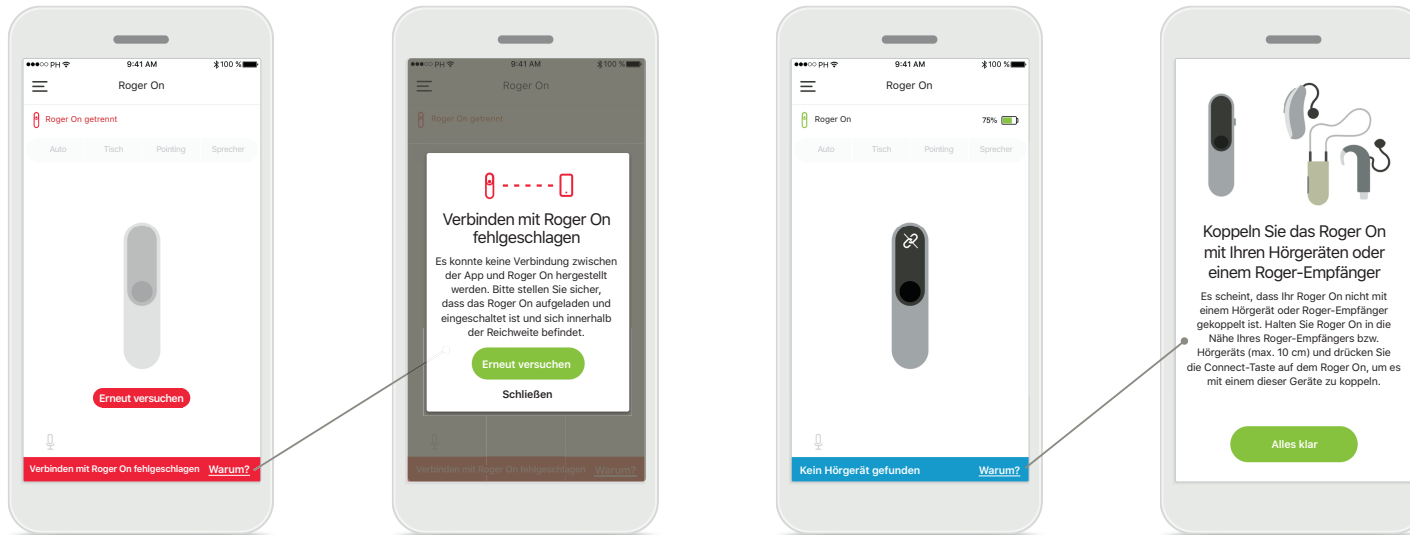 PH 9:41 AM 100 %
Roger On
Roger On getrennt
Auto Tisch Pointing Sprecher
Erneut versuchen
Verbinden mit Roger On fehlgeschlagen Warum?
PH 9:41 AM 100 %
Roger On
Roger On getrennt
Verbinden mit Roger On
fehlgeschlagen
Es konnte keine Verbindung zwischen
der App und Roger On hergestellt
werden. Bitte stellen Sie sicher,
dass das Roger On aufgeladen und
eingeschaltet ist und sich innerhalb
der Reichweite befindet.
Erneut versuchen
Schließen
Verbinden mit Roger On fehlgeschlagen Warum?
PH 9:41 AM 100 %
Roger On
Roger On 75%
Auto Tisch Pointing Sprecher
Kein Hörgerät gefunden Warum?
Koppeln Sie das Roger On
mit Ihren Hörgeräten oder
einem Roger-Empfänger
Es scheint, dass Ihr Roger On nicht mit
einem Hörgerät oder Roger-Empfänger
gekoppelt ist. Halten Sie Roger On in die
Nähe Ihres Roger-Empfängers bzw.
Hörgeräts (max. 10 cm) und drücken Sie
die Connect-Taste auf dem Roger On, um es
mit einem dieser Geräte zu koppeln.
Alles klar